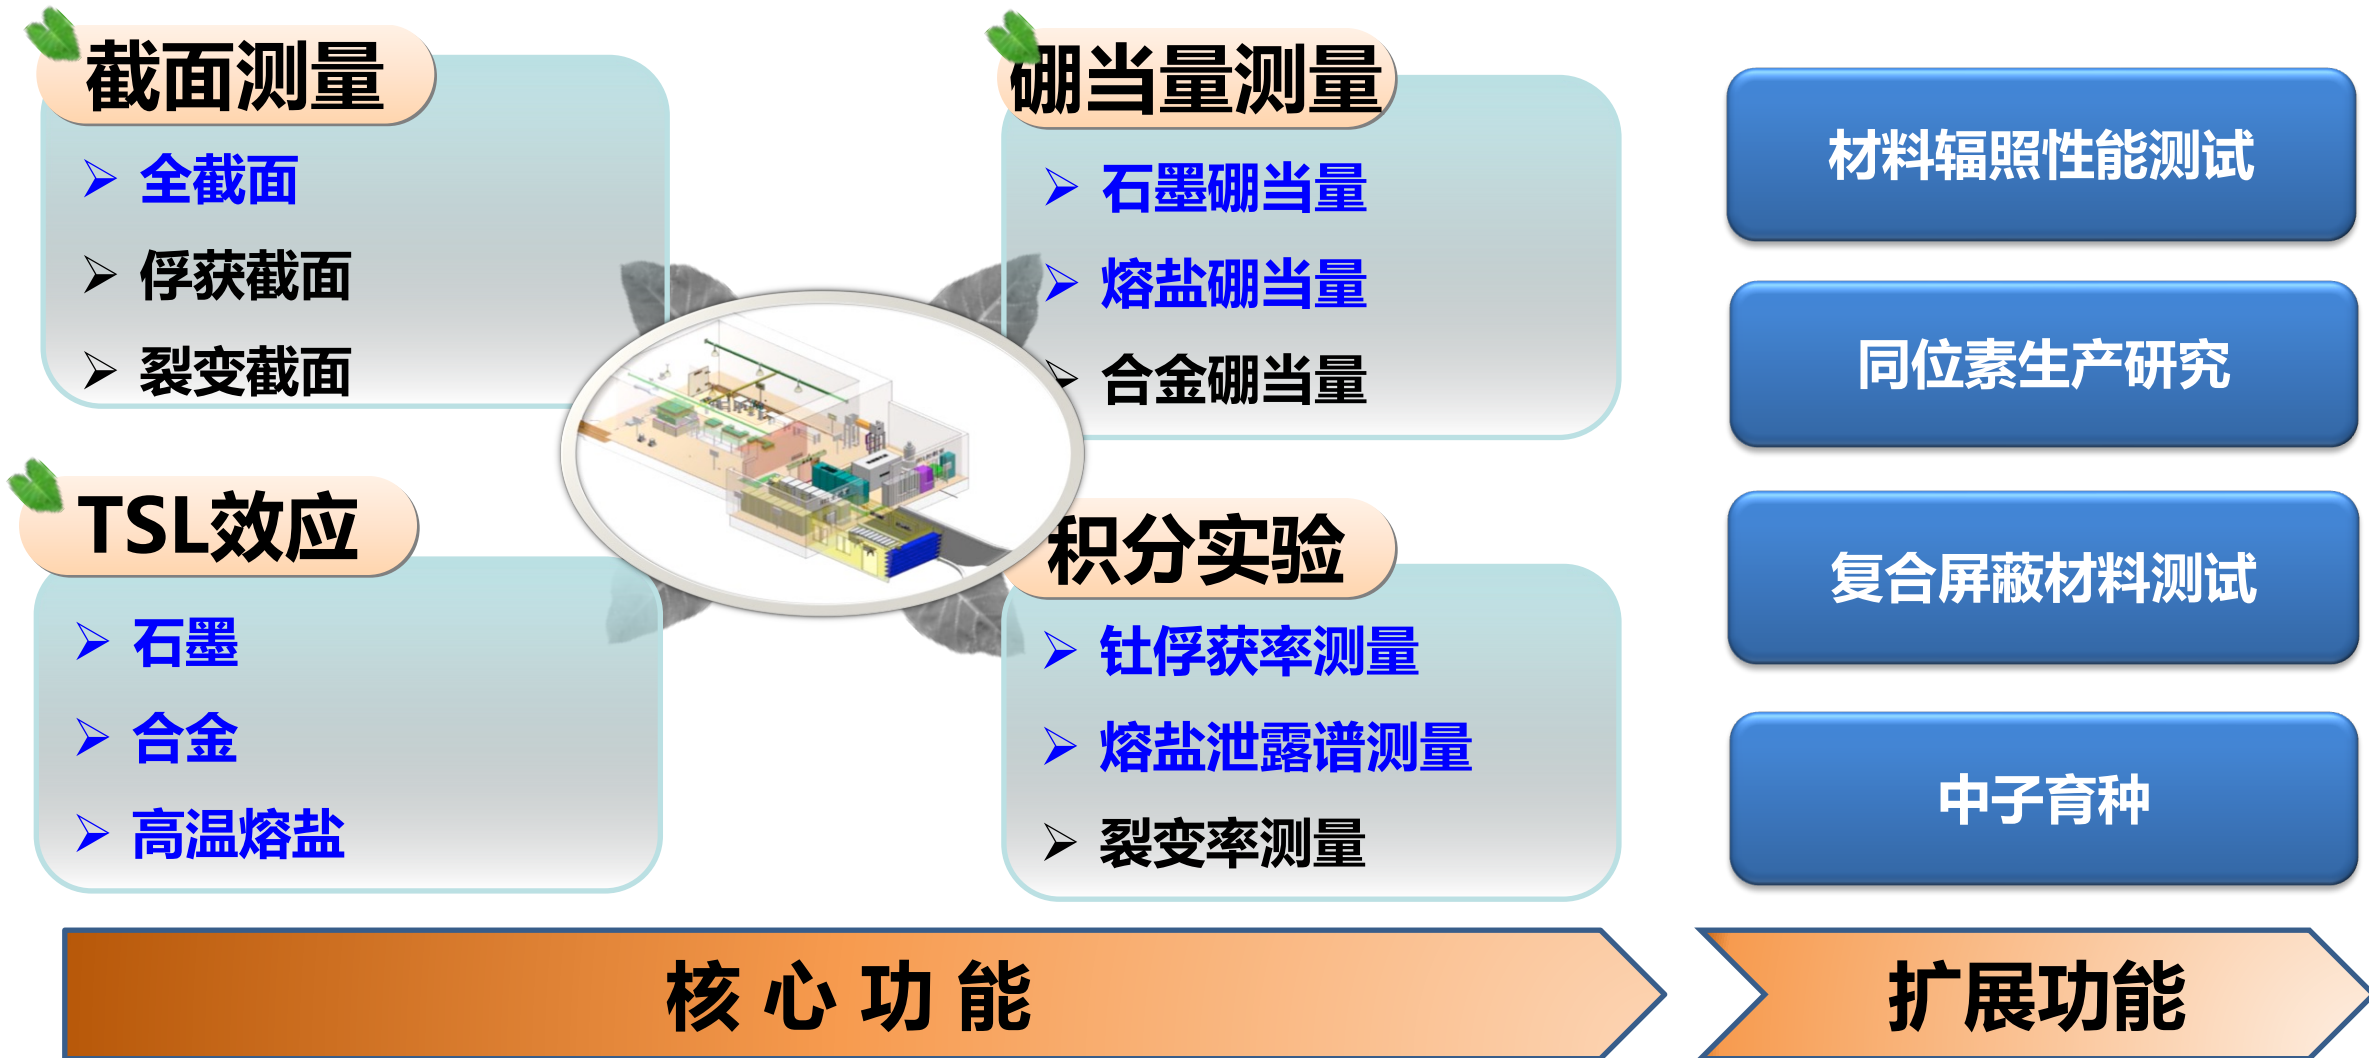 截面测量
全截面
俘获截面
裂变截面
硼当量测量
石墨硼当量
熔盐硼当量
合金硼当量
TSL效应
石墨
合金
高温熔盐
积分实验
钍俘获率测量
熔盐泄露谱测量
裂变率测量
材料辐照性能测试
同位素生产研究
复合屏蔽材料测试
中子育种
核心功能
扩展功能